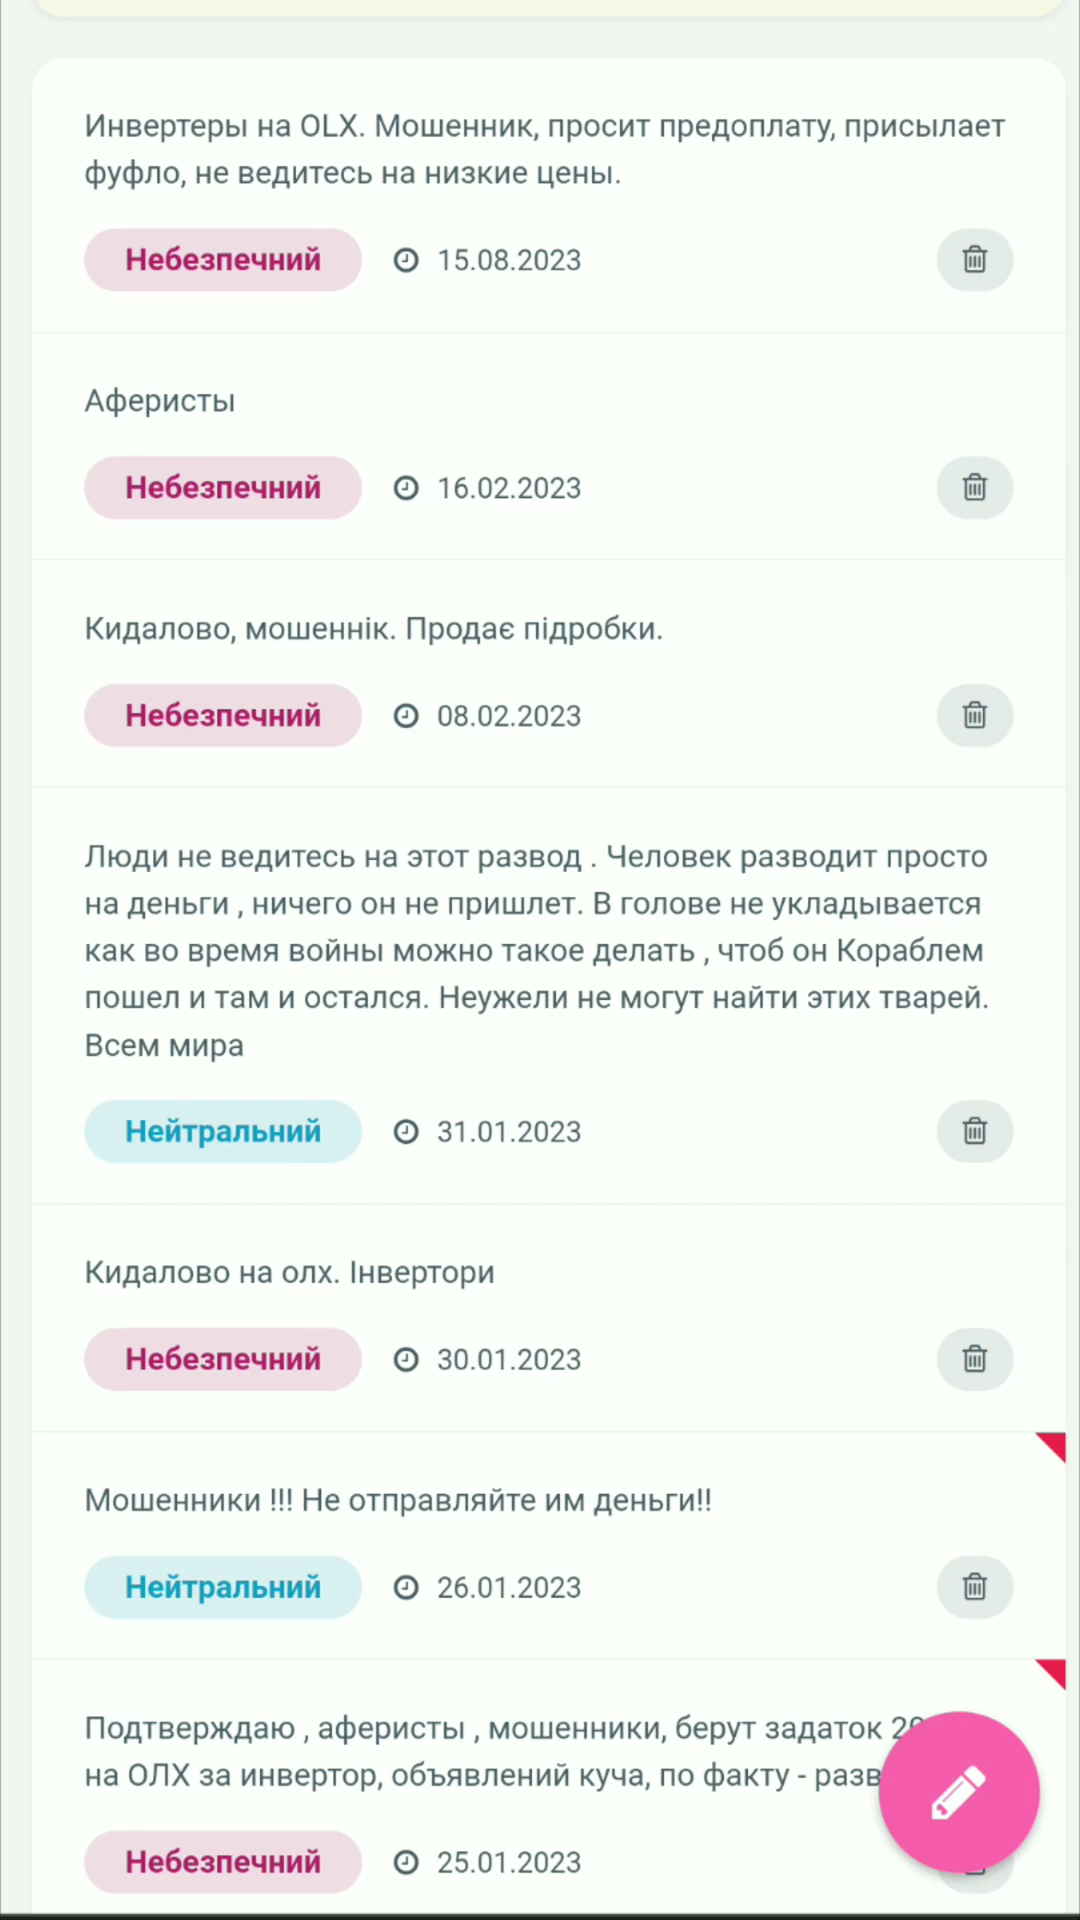 Инвертеры на OLX. Мошенник, просит предоплату, присылает
фуфло, не ведитесь на низкие цены.
Небезпечний 15.08.2023
Аферисты
Небезпечний 16.02.2023
Кидалово, мошеннік. Продає підробки.
Небезпечний 08.02.2023
Люди не ведитесь на этот развод . Человек разводит просто
на деньги , ничего он не пришлет. В голове не укладывается
как во время войны можно такое делать , чтоб он Кораблем
пошел и там и остался. Неужели не могут найти этих тварей.
Всем мира
Нейтральний 31.01.2023
Кидалово на олх. Інвертори
Небезпечний 30.01.2023
Мошенники !!! Не отправляйте им деньги!!
Нейтральний 26.01.2023
Подтверждаю , аферисты , мошенники, берут задаток
на ОЛХ за инвертор, объявлений куча, по факту -
Небезпечний 25.01.2023